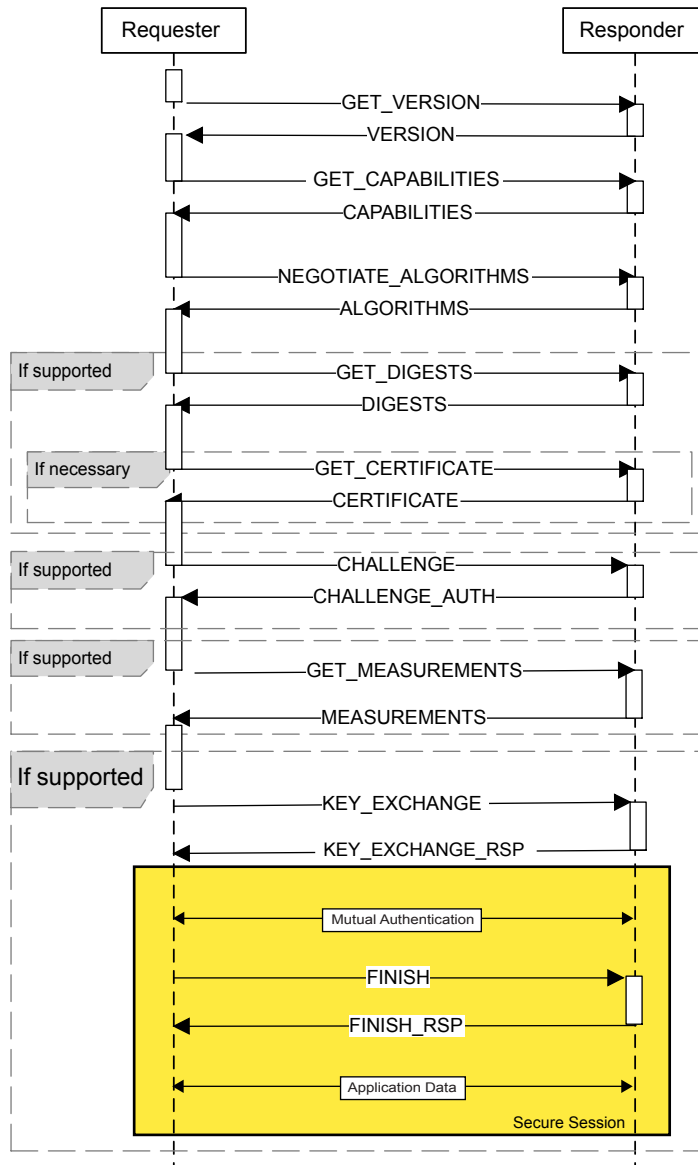 Requester
Responder
GET_VERSION
VERSION
GET_CAPABILITIES
CAPABILITIES
NEGOTIATE_ALGORITHMS
ALGORITHMS
If supported
GET_DIGESTS
DIGESTS
If necessary
GET_CERTIFICATE
CERTIFICATE
If supported
CHALLENGE
CHALLENGE_AUTH
If supported
GET_MEASUREMENTS
MEASUREMENTS
If supported
KEY_EXCHANGE
KEY_EXCHANGE_RSP
Mutual Authentication
FINISH
FINISH_RSP
Application Data
Secure Session